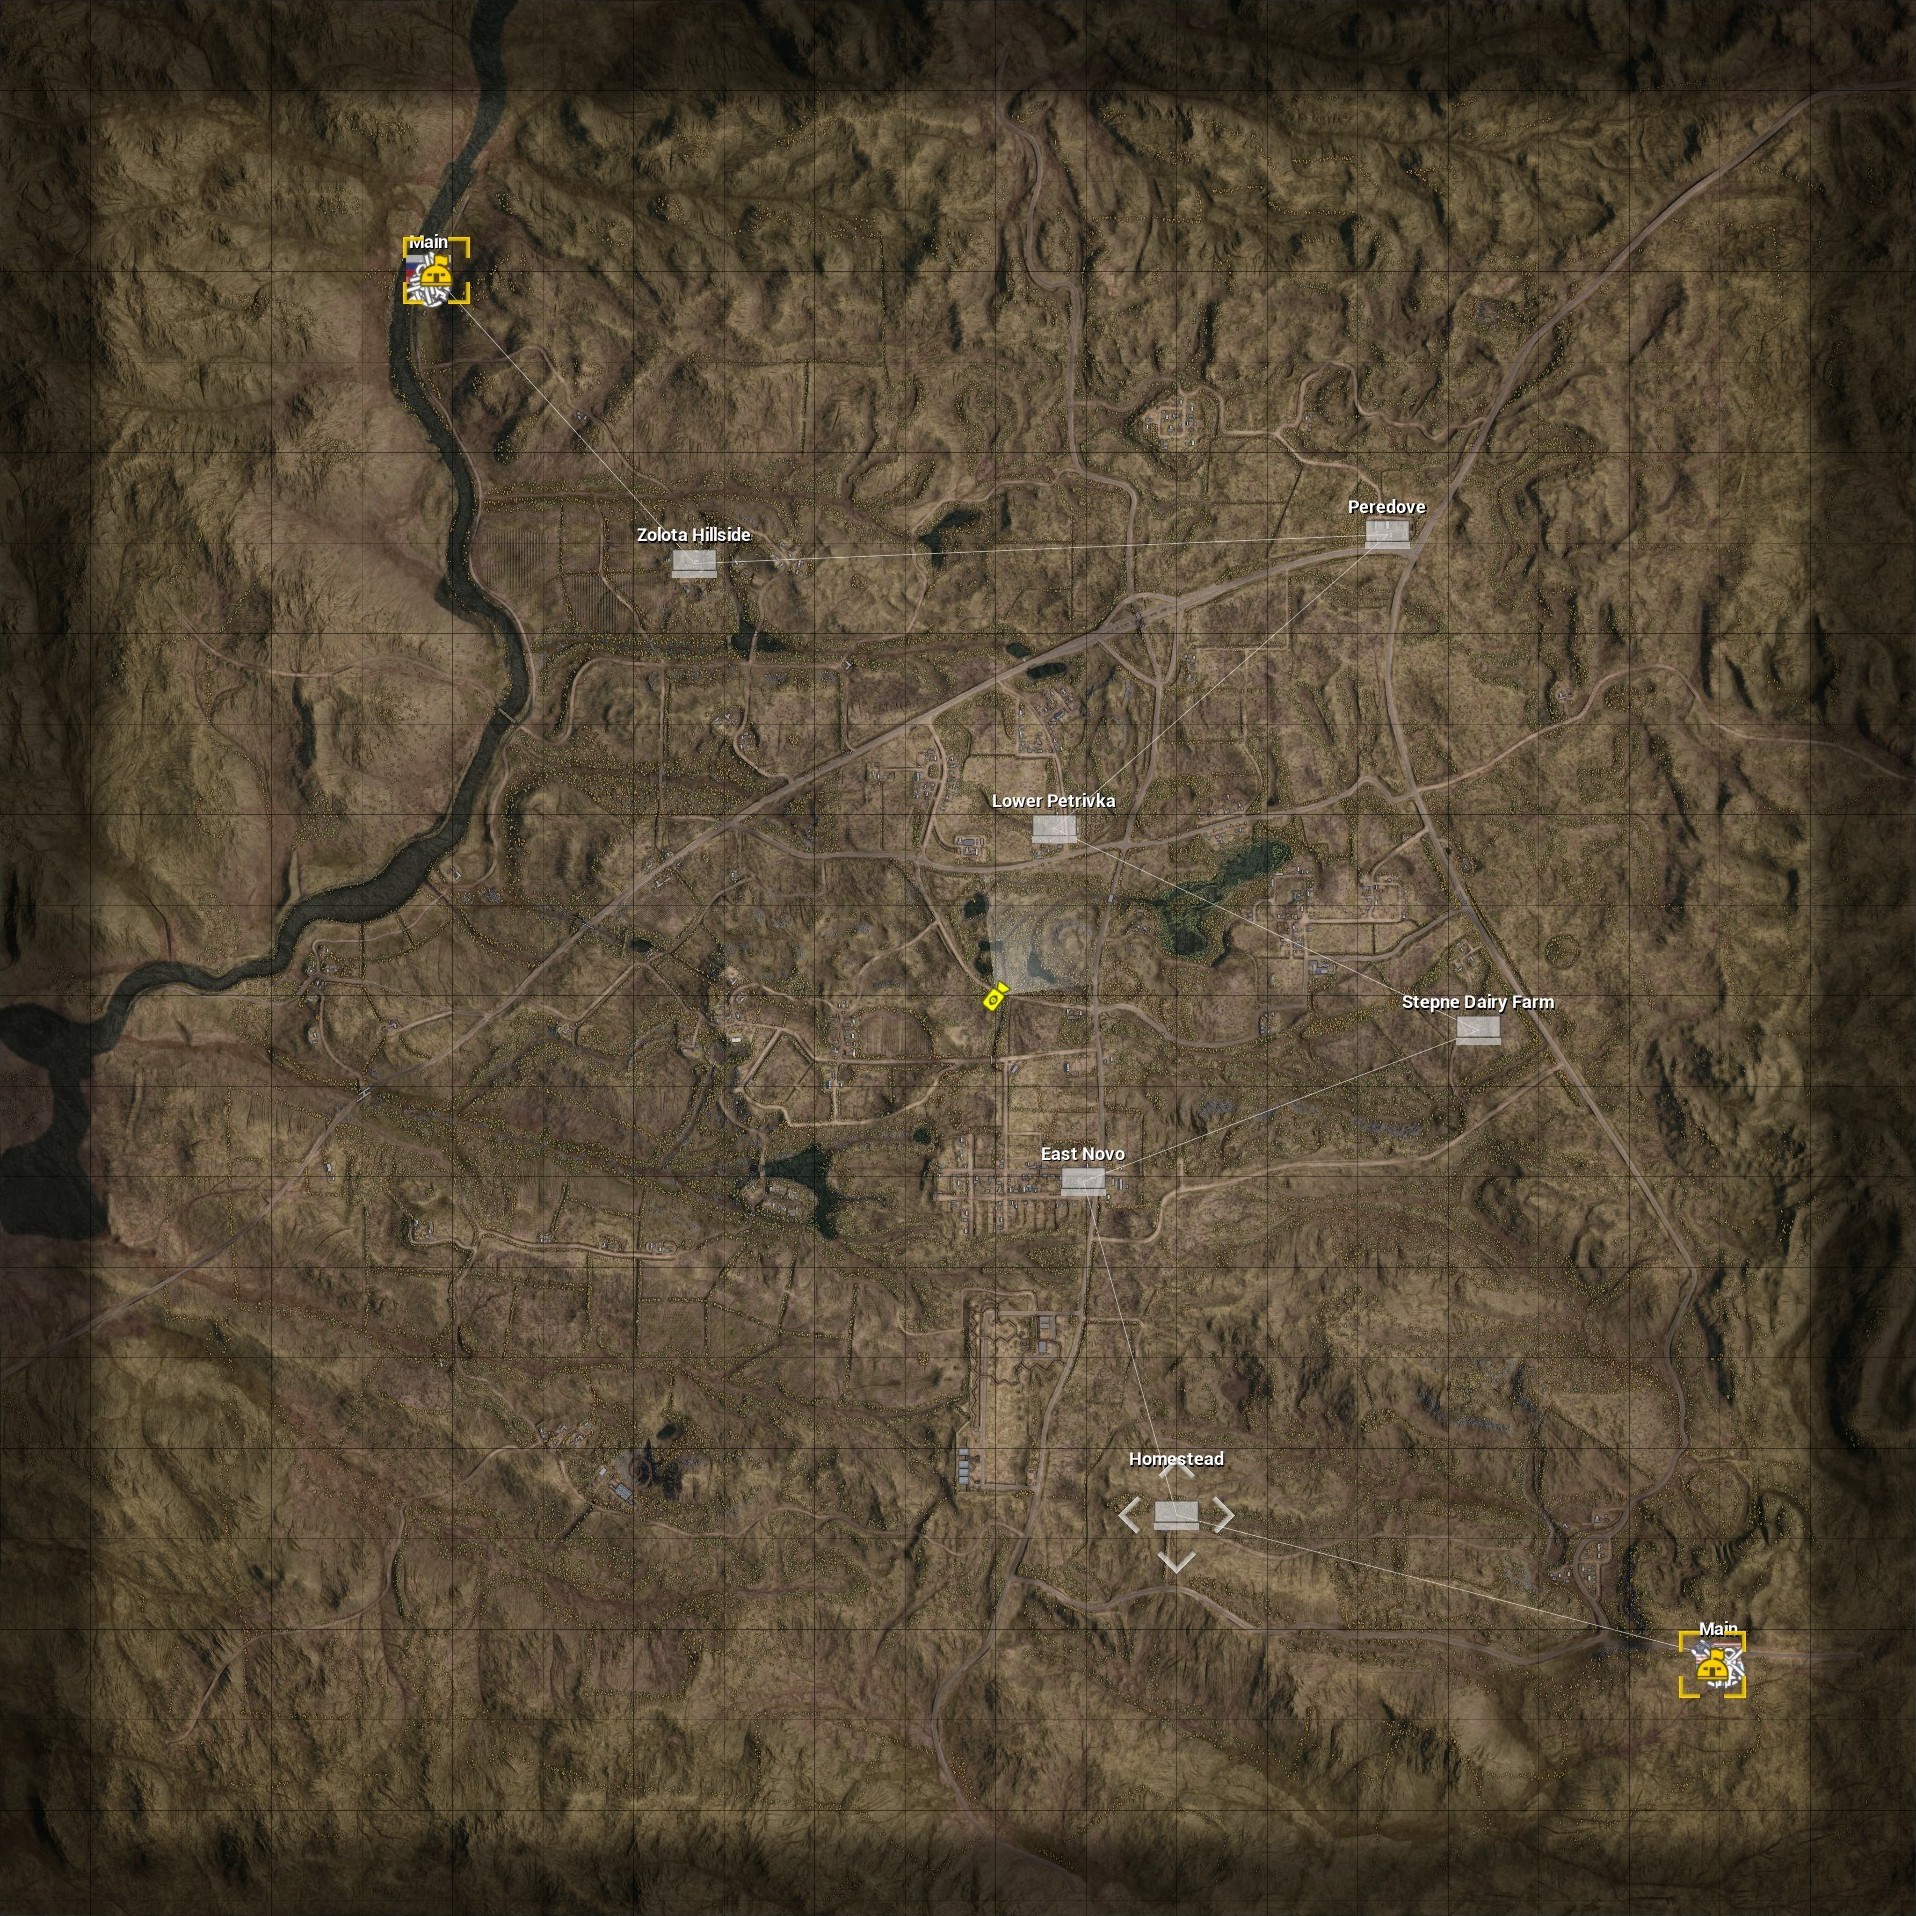 Main
Peredove
Zolota Hillside
Lower Petrivka
Stepne Dairy Farm
East Novo
Homestead
Main